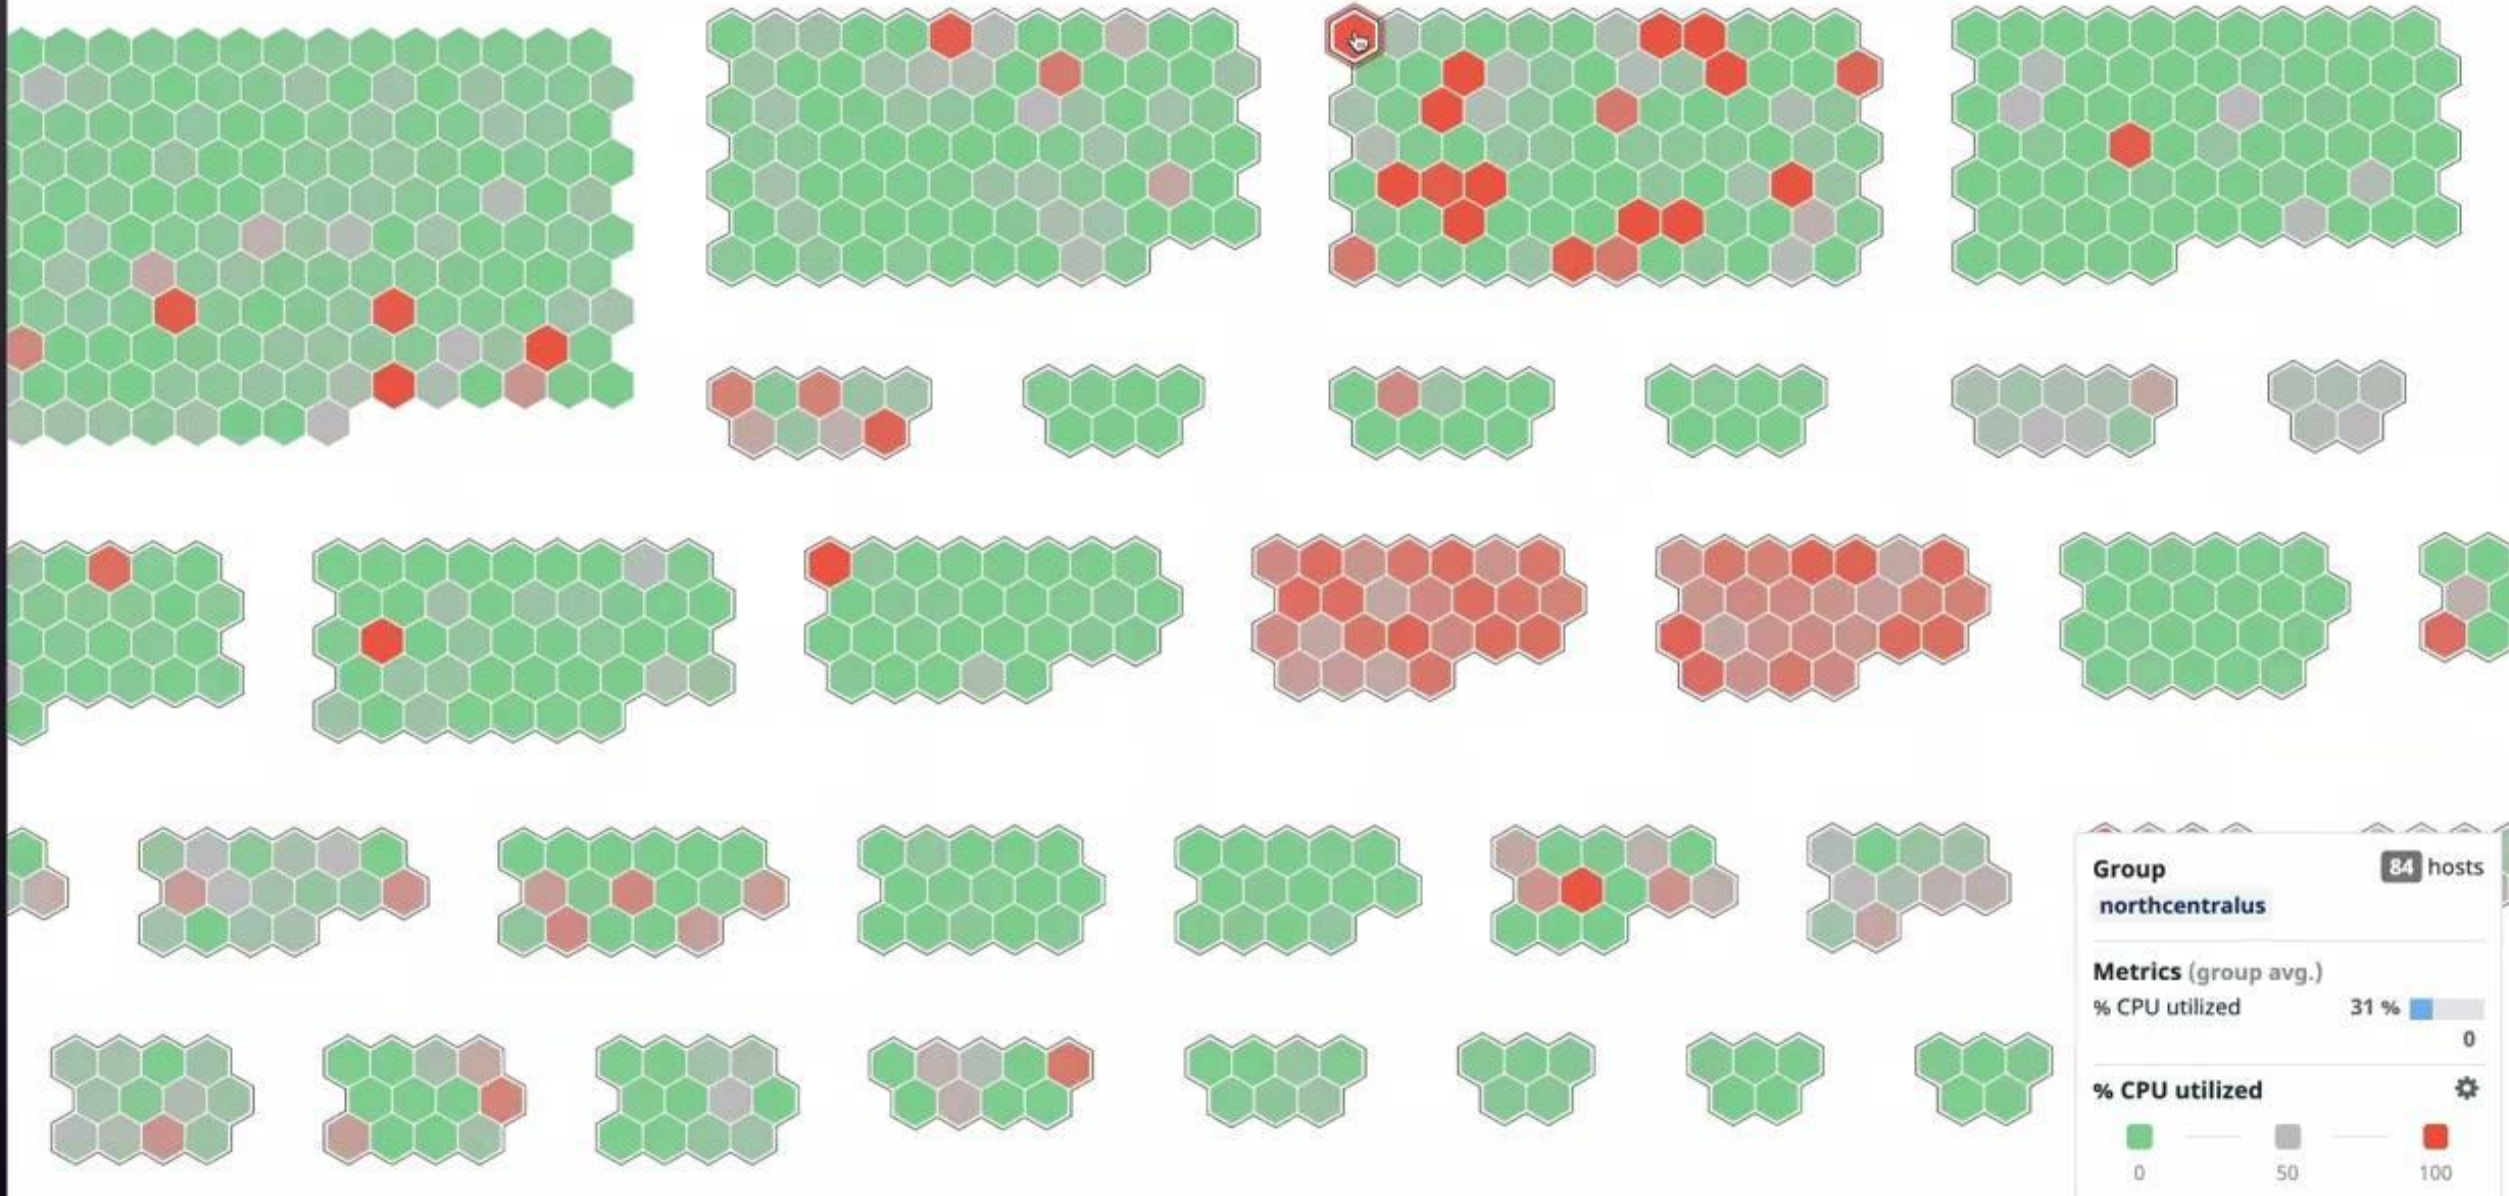 Group 84 hosts
northcentralus
Metrics (group avg.)
% CPU utilized 31 %
0
% CPU utilized
0 50 100